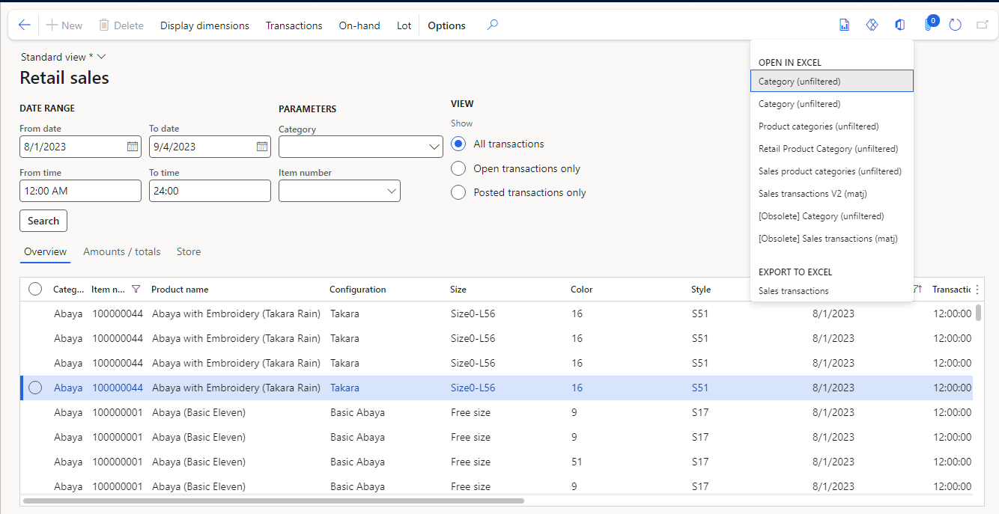 New Delete Display dimensions Transactions On-hand Lot Options 0
Standard view *
Retail sales
DATE RANGE
From date To date
8/1/2023 9/4/2023
From time To time
12:00 AM 24:00
Search
PARAMETERS
Category
Item number
VIEW
Show
All transactions
Open transactions only
Posted transactions only
OPEN IN EXCEL
Category (unfiltered)
Category (unfiltered)
Product categories (unfiltered)
Retail Product Category (unfiltered)
Sales product categories (unfiltered)
Sales transactions V2 (matj)
[Obsolete] Category (unfiltered)
[Obsolete] Sales transactions (matj)
EXPORT TO EXCEL
Sales transactions
Overview Amounts / totals Store
Categ... Item n... Product name Configuration Size Color Style Transactic
Abaya 100000044 Abaya with Embroidery (Takara Rain) Takara Size0-L56 16 S51 8/1/2023 12:00:00
Abaya 100000044 Abaya with Embroidery (Takara Rain) Takara Size0-L56 16 S51 8/1/2023 12:00:00
Abaya 100000044 Abaya with Embroidery (Takara Rain) Takara Size0-L56 16 S51 8/1/2023 12:00:00
Abaya 100000044 Abaya with Embroidery (Takara Rain) Takara Size0-L56 16 S51 8/1/2023 12:00:00
Abaya 100000001 Abaya (Basic Eleven) Basic Abaya Free size 9 S17 8/1/2023 12:00:00
Abaya 100000001 Abaya (Basic Eleven) Basic Abaya Free size 9 S17 8/1/2023 12:00:00
Abaya 100000001 Abaya (Basic Eleven) Basic Abaya Free size 51 S17 8/1/2023 12:00:00
Abaya 100000001 Abaya (Basic Eleven) Basic Abaya Free size 9 S17 8/1/2023 12:00:00